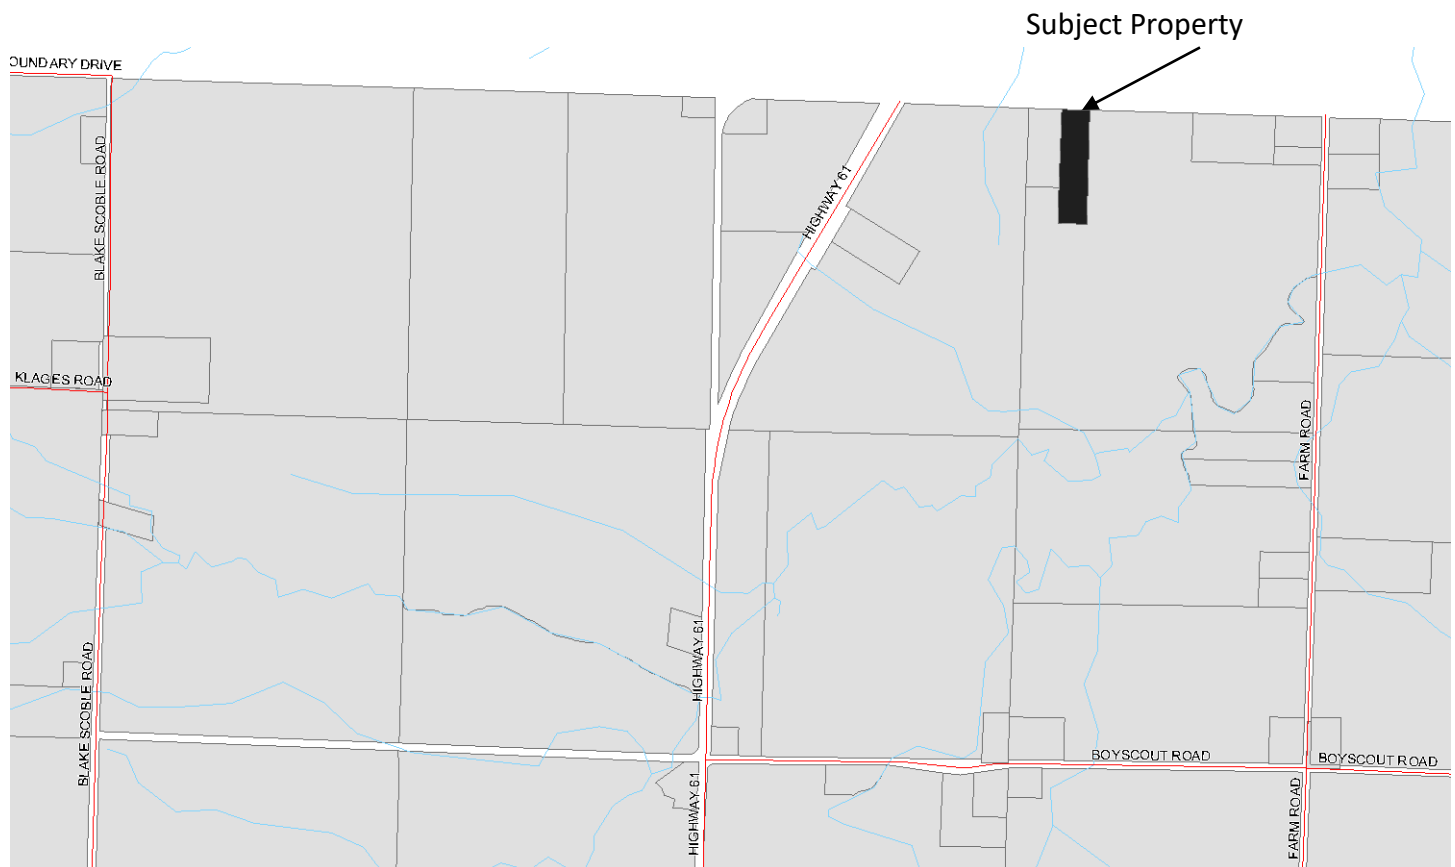 Subject Property
OUNDARY DRIVE
BLAKE SCOBLE ROAD
HIGHWAY 61
KLAGES ROAD
FARM ROAD
HIGHWAY 61
BLAKE SCOBLE ROAD
BOYSCOUT ROAD
BOYSCOUT ROAD
HIGHWAY 61
FARM ROAD